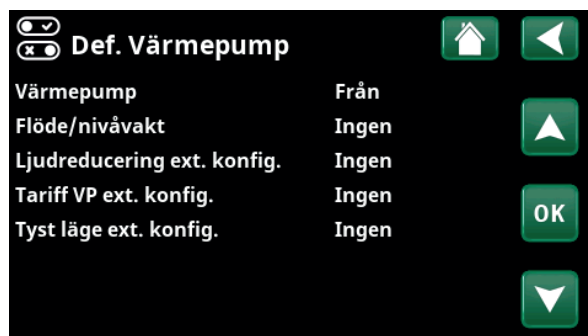 Def. Värmepump
Värmepump Från
Flöde/nivåvakt Ingen
Ljudreducering ext. konfig. Ingen
Tariff VP ext. konfig. Ingen
Tyst läge ext. konfig. Ingen
OK